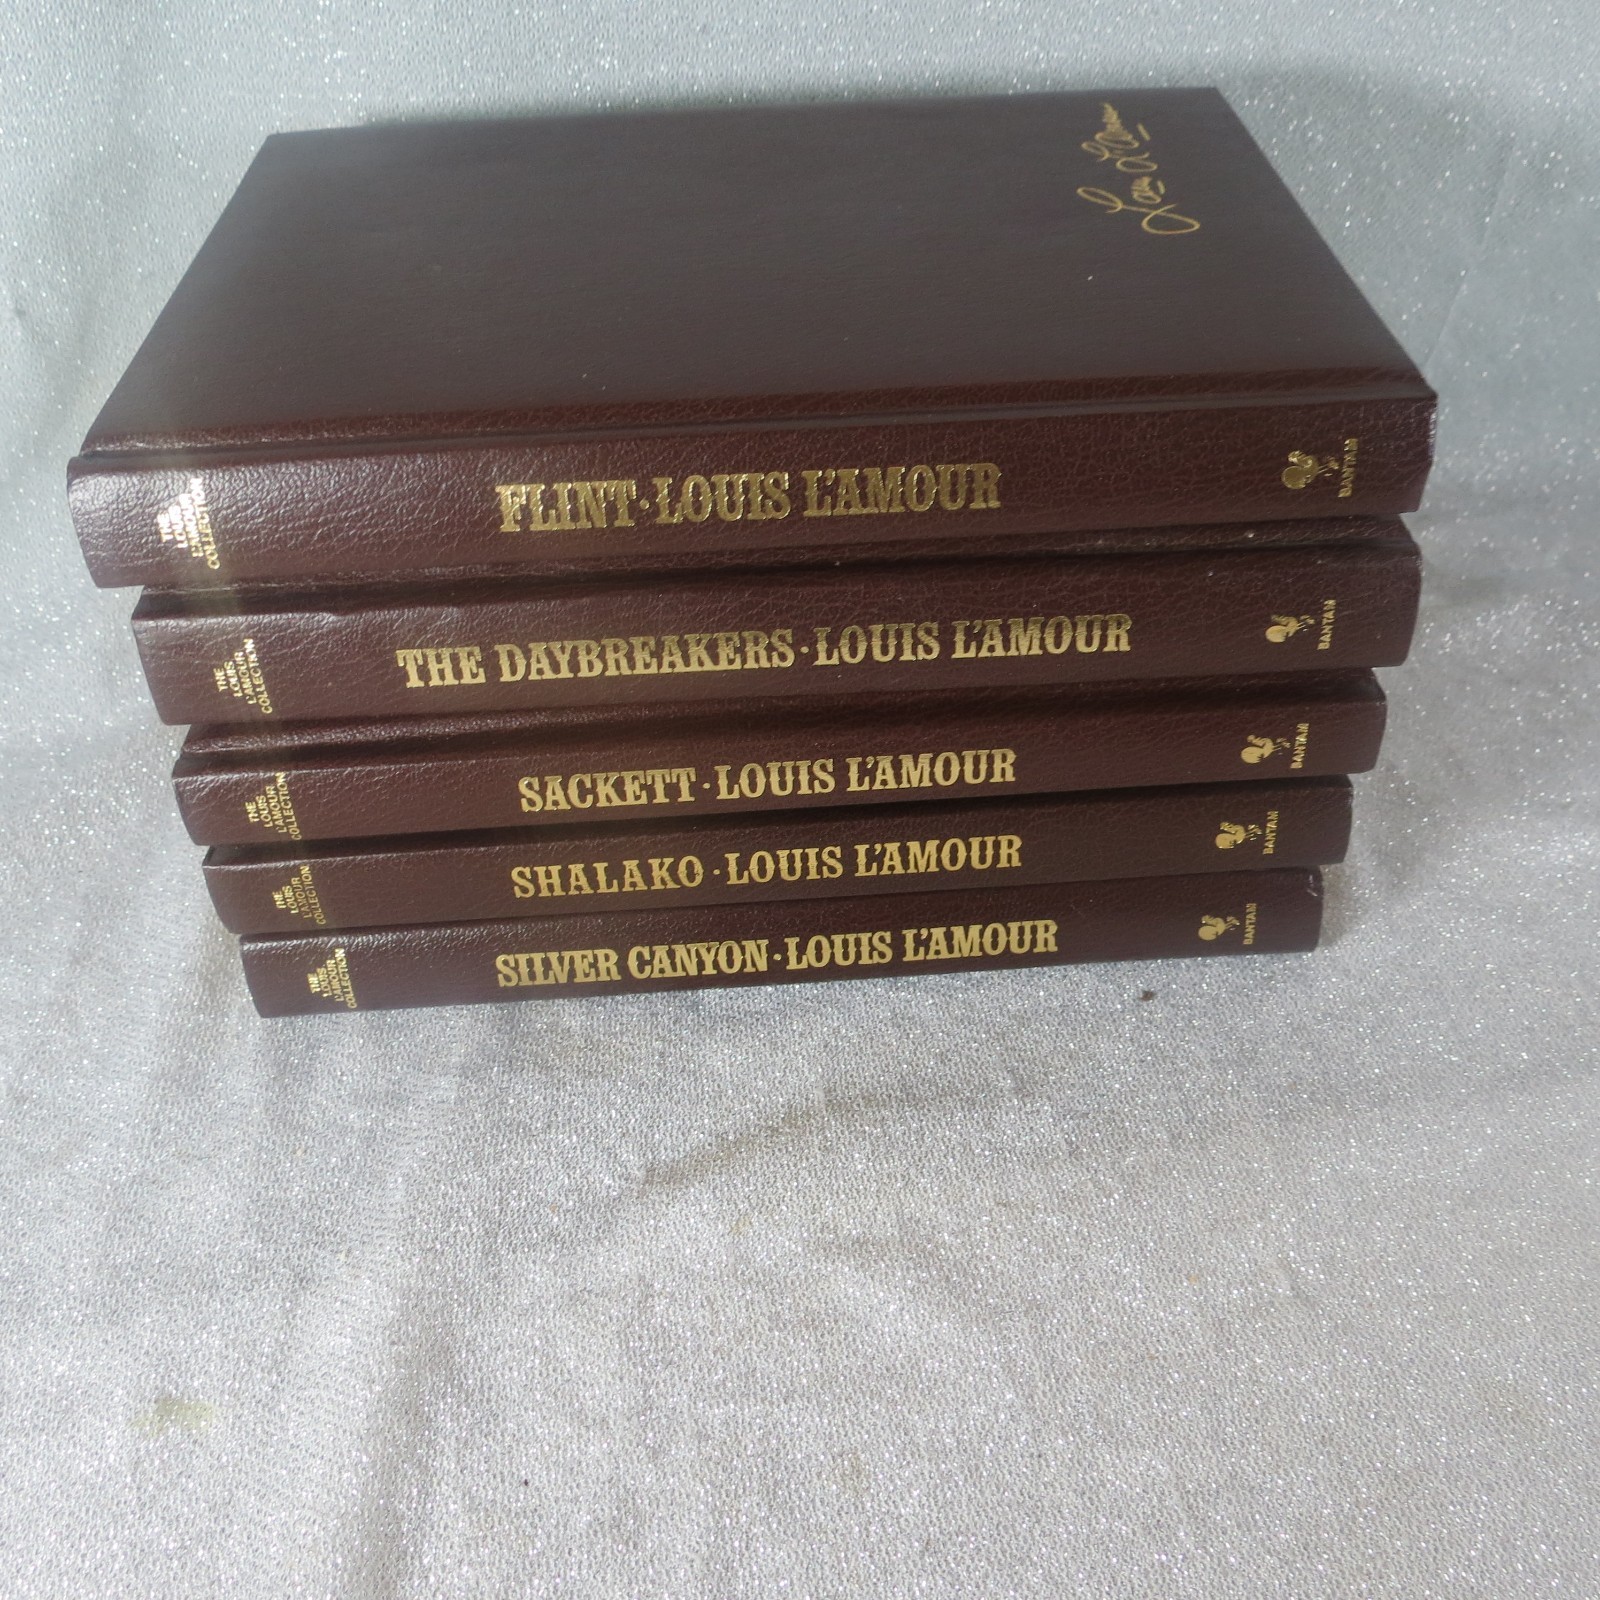 Louis L'Amour
THE
LOUIS
L'AMOUR
COLLECTION
FLINT·LOUIS L'AMOUR
BANTAM
THE
LOUIS
L'AMOUR
COLLECTION
THE DAYBREAKERS·LOUIS L'AMOUR
BANTAM
THE
LOUIS
L'AMOUR
COLLECTION
SACKETT·LOUIS L'AMOUR
BANTAM
THE
LOUIS
L'AMOUR
COLLECTION
SHALAKO·LOUIS L'AMOUR
BANTAM
THE
LOUIS
L'AMOUR
COLLECTION
SILVER CANYON·LOUIS L'AMOUR
BANTAM